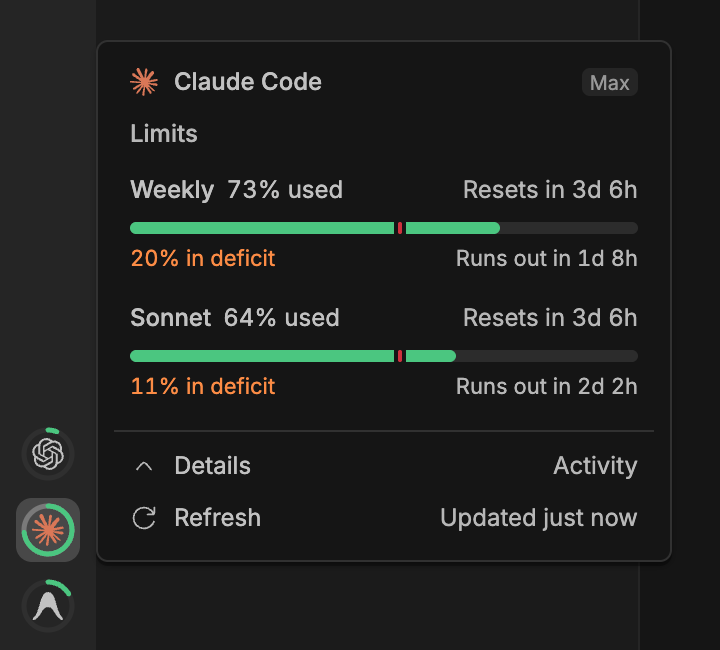 Claude Code Max
Limits
Weekly 73% used Resets in 3d 6h
20% in deficit Runs out in 1d 8h
Sonnet 64% used Resets in 3d 6h
11% in deficit Runs out in 2d 2h
Details Activity
Refresh Updated just now